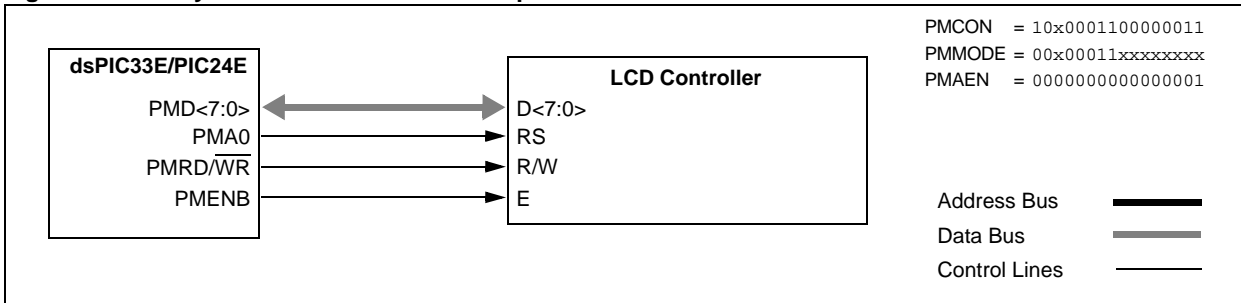 PMCON = 10x0001100000011
PMMODE = 00x00011xxxxxxxx
PMAEN = 0000000000000001
dsPIC33E/PIC24E
LCD Controller
PMD<7:0>
D<7:0>
PMA0
RS
PMRD/WR
R/W
PMENB
E
Address Bus
Data Bus
Control Lines